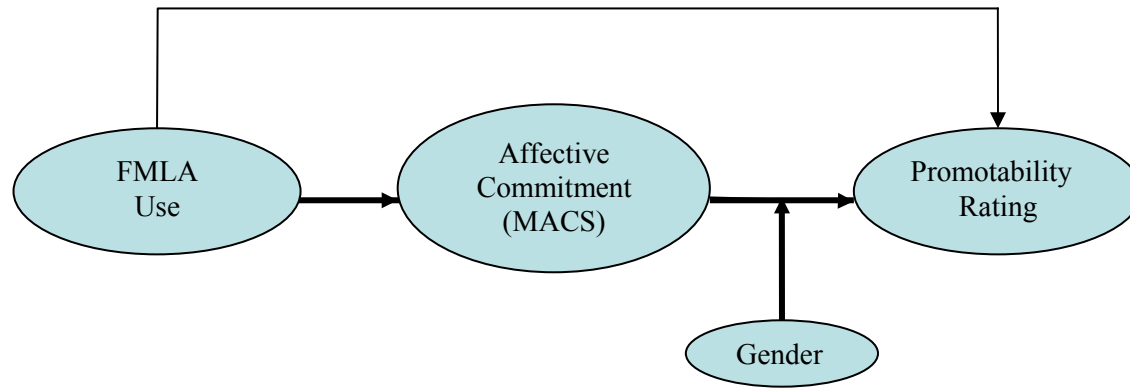 FMLA
Use
Affective
Commitment
(MACS)
Promotability
Rating
Gender